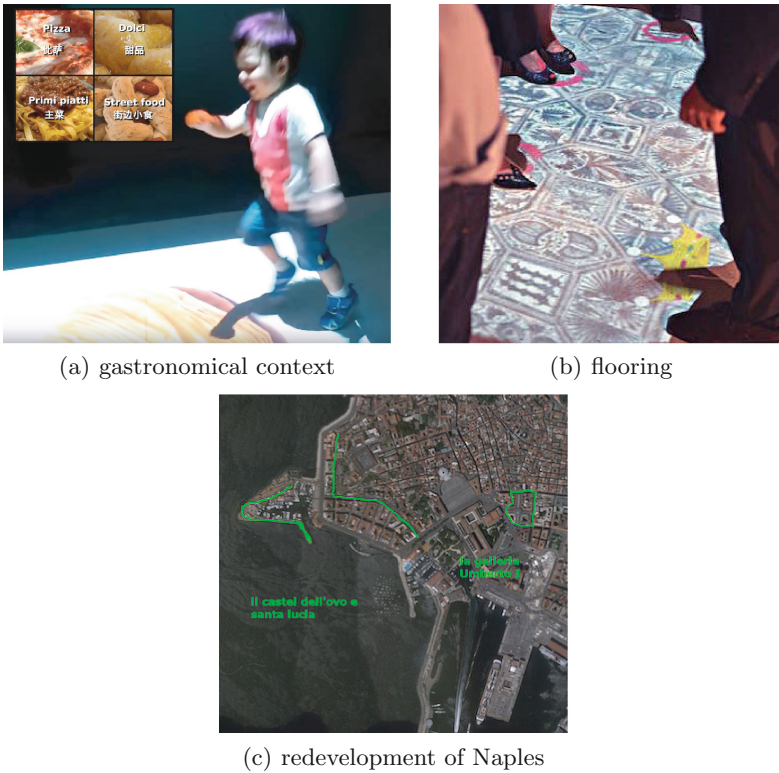 Pizza
比萨
Dolci
甜品
Primi piatti
主菜
Street food
街边小食
(a) gastronomical context
(b) flooring
la galleria
Umberto I
il castel dell'ovo e
santa lucia
(c) redevelopment of Naples